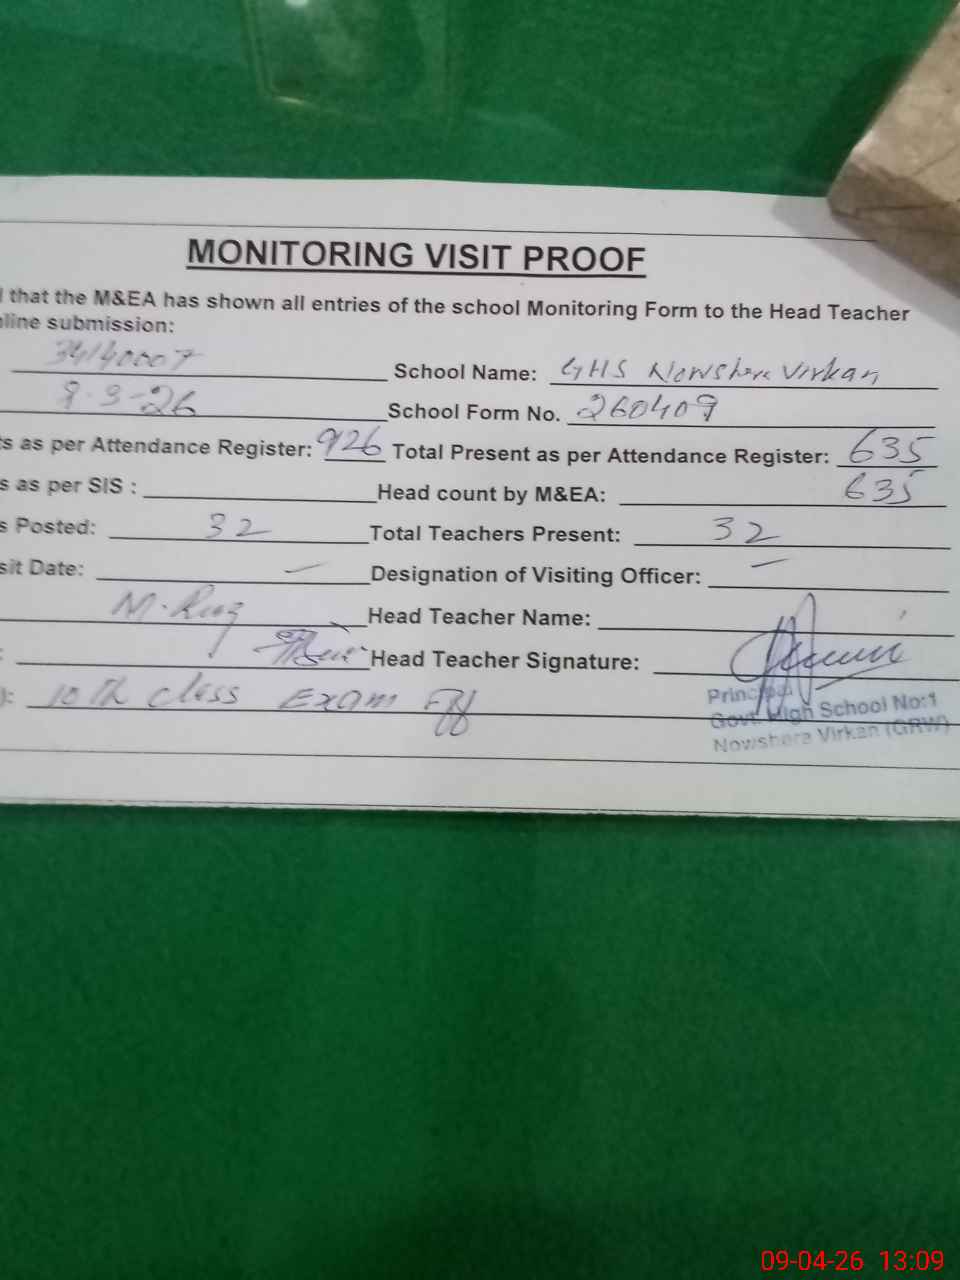 MONITORING VISIT PROOF
that the M&EA has shown all entries of the school Monitoring Form to the Head Teacher
line submission:
34140007 School Name: GHS Nowshera Virkan
9-3-26 School Form No. 260409
s as per Attendance Register: 926 Total Present as per Attendance Register: 635
s as per SIS : Head count by M&EA: 635
s Posted: 32 Total Teachers Present: 32
sit Date: — Designation of Visiting Officer: —
M. Head Teacher Name:
Head Teacher Signature:
): 10th class Exam
Principal
Govt. High School No:1
Nowshera Virkan (GRW)
09-04-26 13:09